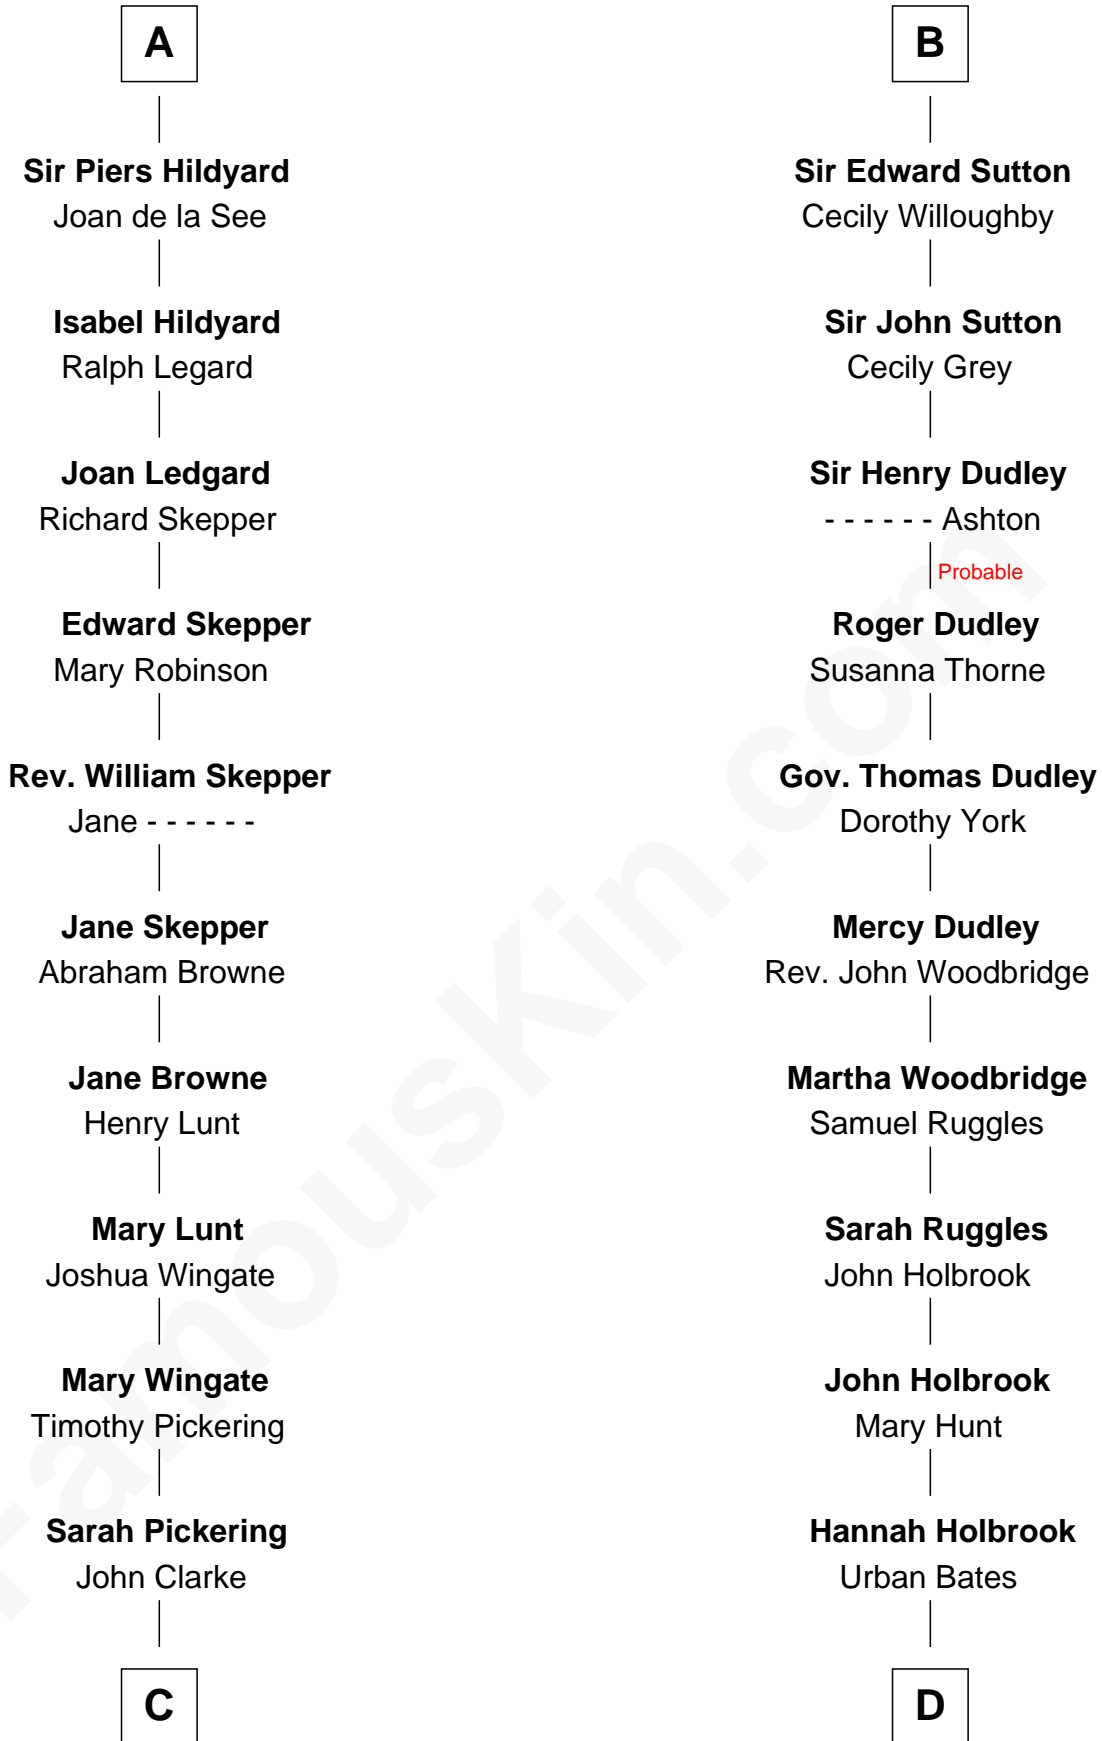 A
Sir Piers Hildyard
Joan de la See
Isabel Hildyard
Ralph Legard
Joan Ledgard
Richard Skepper
Edward Skepper
Mary Robinson
Rev. William Skepper
Jane - - - - - -
Jane Skepper
Abraham Browne
Jane Browne
Henry Lunt
Mary Lunt
Joshua Wingate
Mary Wingate
Timothy Pickering
Sarah Pickering
John Clarke
C
B
Sir Edward Sutton
Cecily Willoughby
Sir John Sutton
Cecily Grey
Sir Henry Dudley
- - - - - - Ashton
Probable
Roger Dudley
Susanna Thorne
Gov. Thomas Dudley
Dorothy York
Mercy Dudley
Rev. John Woodbridge
Martha Woodbridge
Samuel Ruggles
Sarah Ruggles
John Holbrook
John Holbrook
Mary Hunt
Hannah Holbrook
Urban Bates
D
FamousKin.com